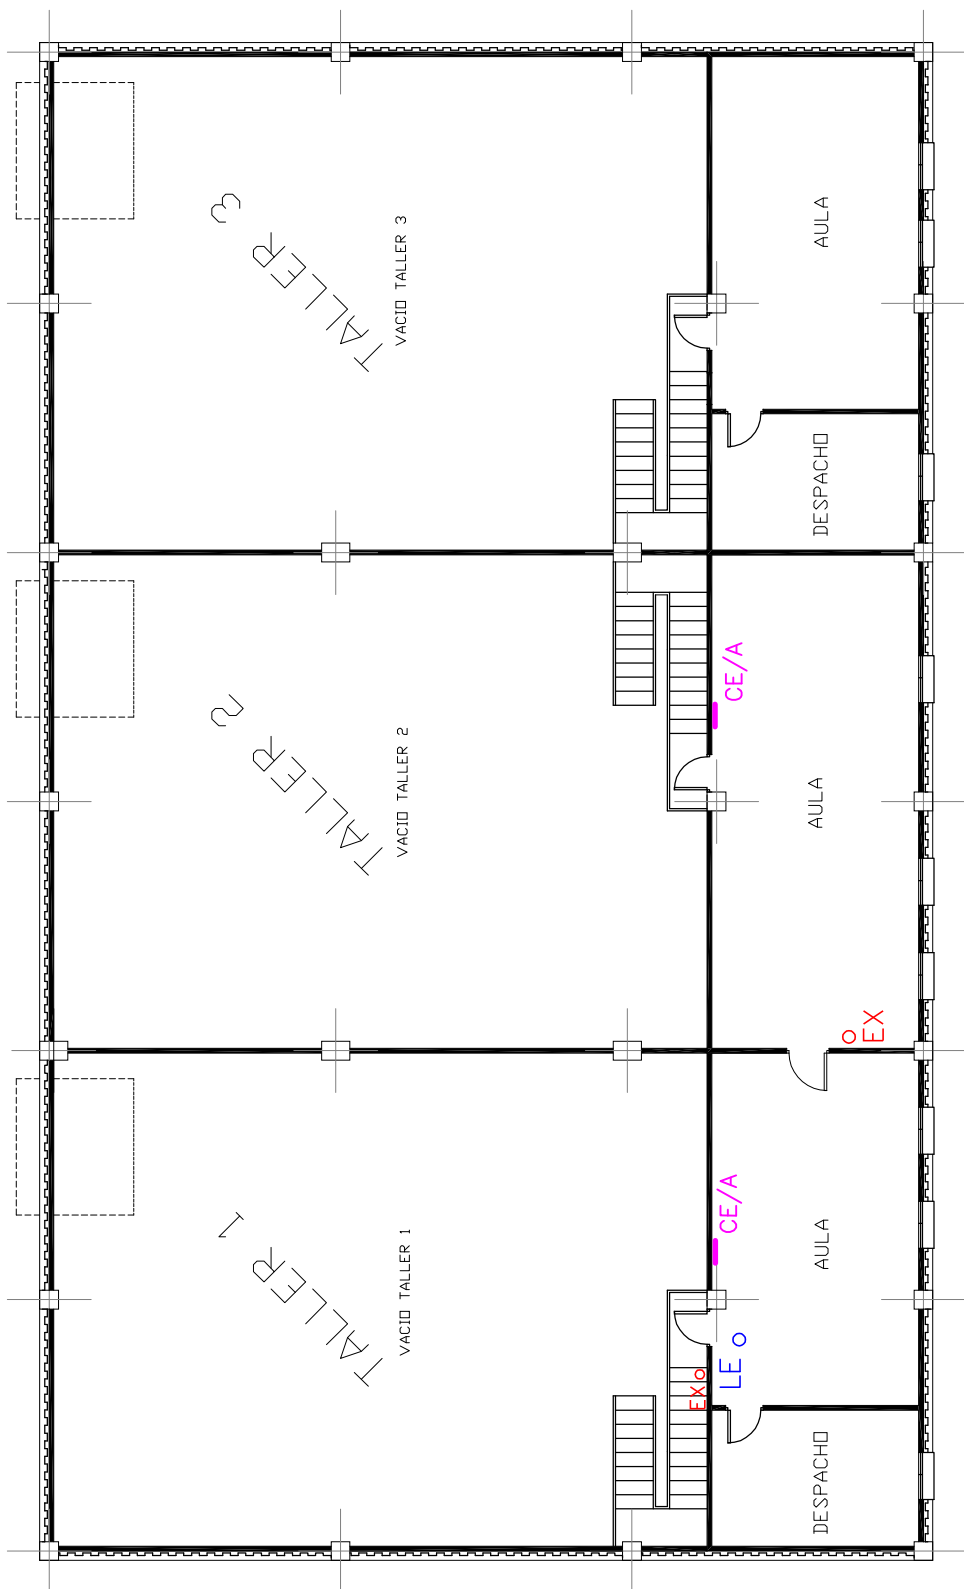 TALLER 3
VACIO TALLER 3
AULA
DESPACHO
TALLER 2
VACIO TALLER 2
CE/A
AULA
EX
TALLER 1
VACIO TALLER 1
CE/A
AULA
LE
EX
DESPACHO